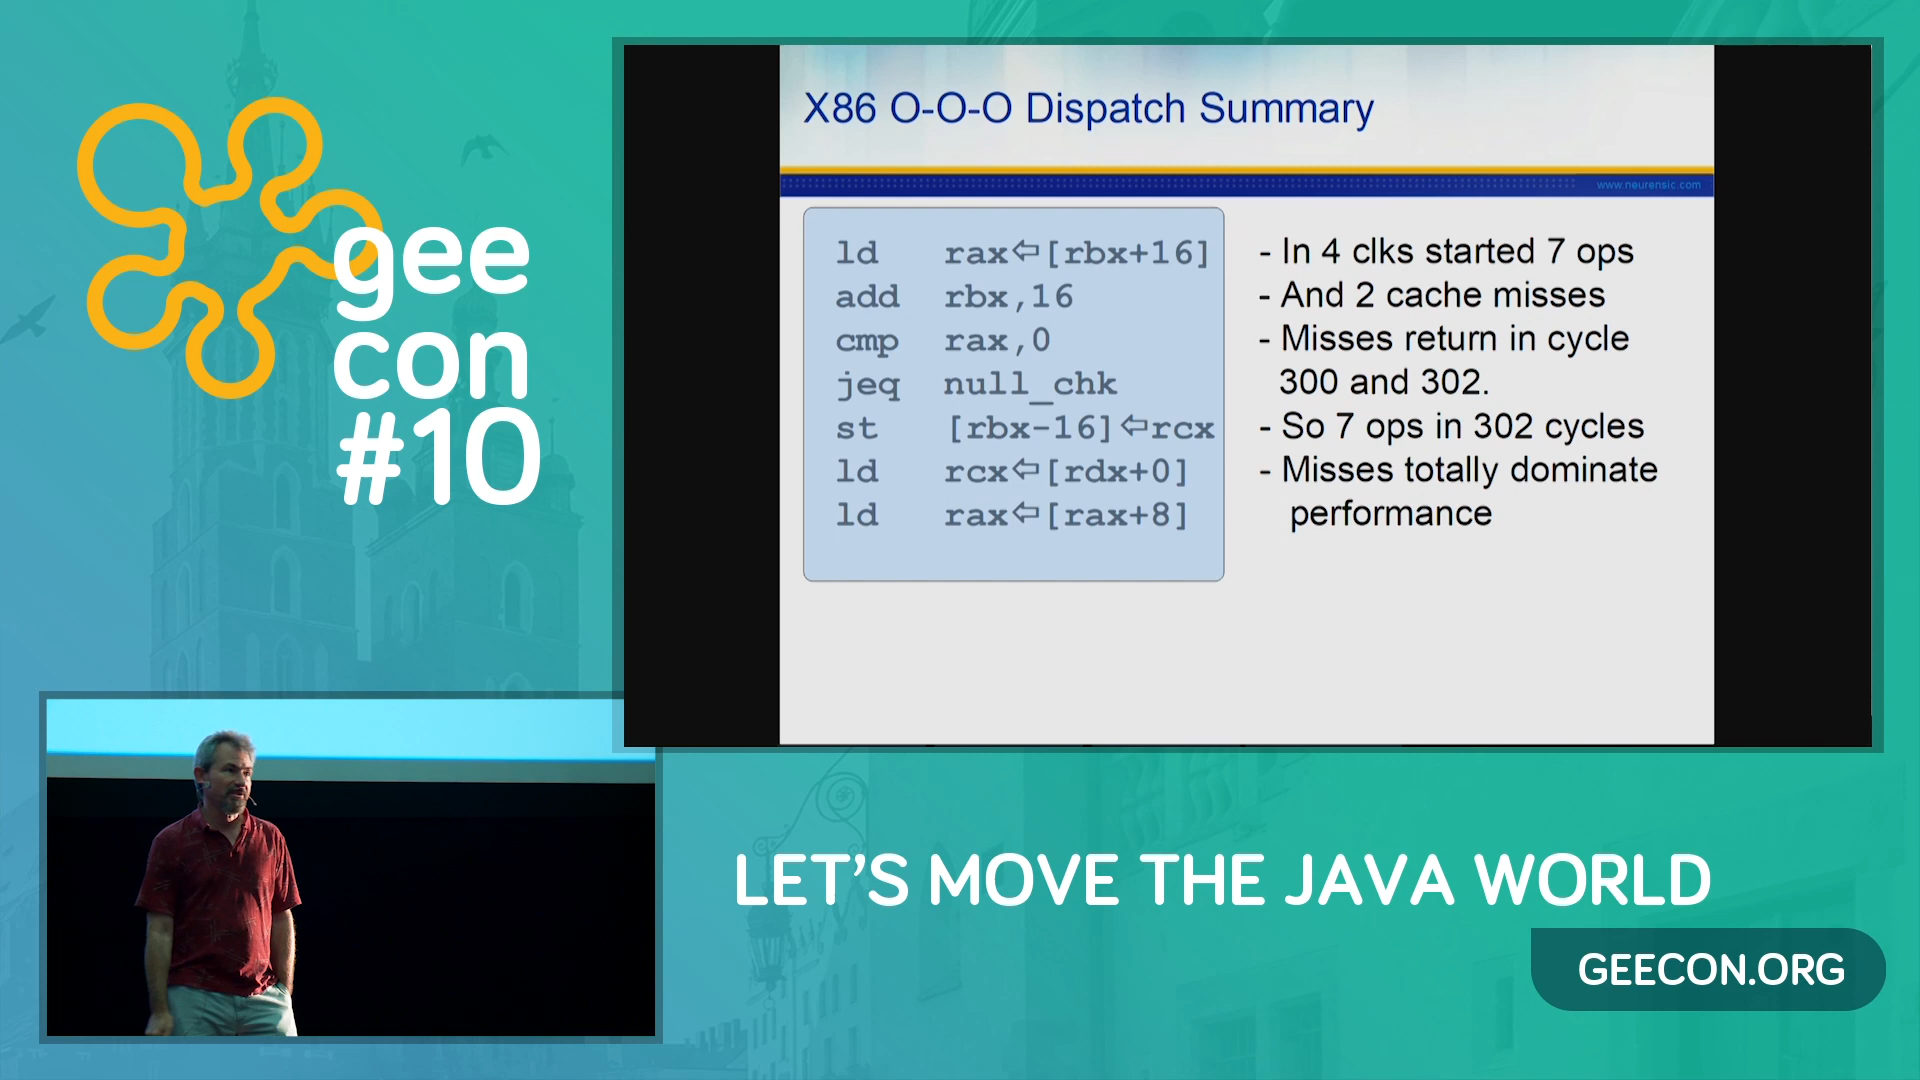 gee
con
#10
X86 O-O-O Dispatch Summary
www.neurensic.com
ld rax⇦[rbx+16]
add rbx,16
cmp rax,0
jeq null_chk
st [rbx-16]⇦rcx
ld rcx⇦[rdx+0]
ld rax⇦[rax+8]
- In 4 clks started 7 ops
- And 2 cache misses
- Misses return in cycle
300 and 302.
- So 7 ops in 302 cycles
- Misses totally dominate
performance
LET'S MOVE THE JAVA WORLD
GEECON.ORG